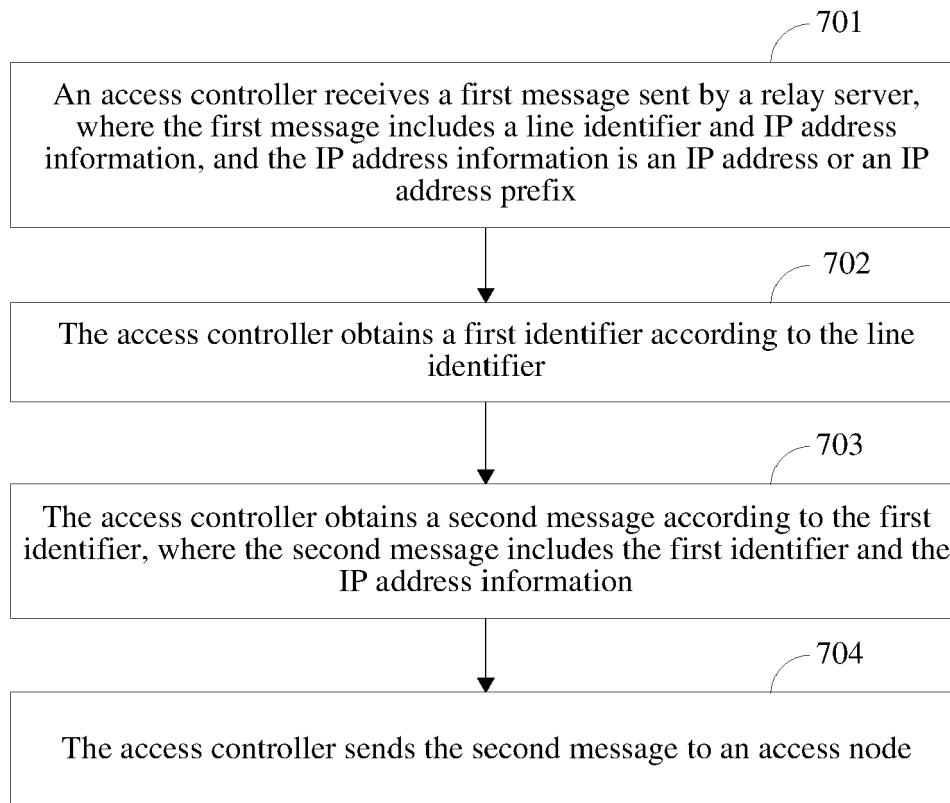 701
An access controller receives a first message sent by a relay server,
where the first message includes a line identifier and IP address
information, and the IP address information is an IP address or an IP
address prefix
702
The access controller obtains a first identifier according to the line
identifier
703
The access controller obtains a second message according to the first
identifier, where the second message includes the first identifier and the
IP address information
704
The access controller sends the second message to an access node